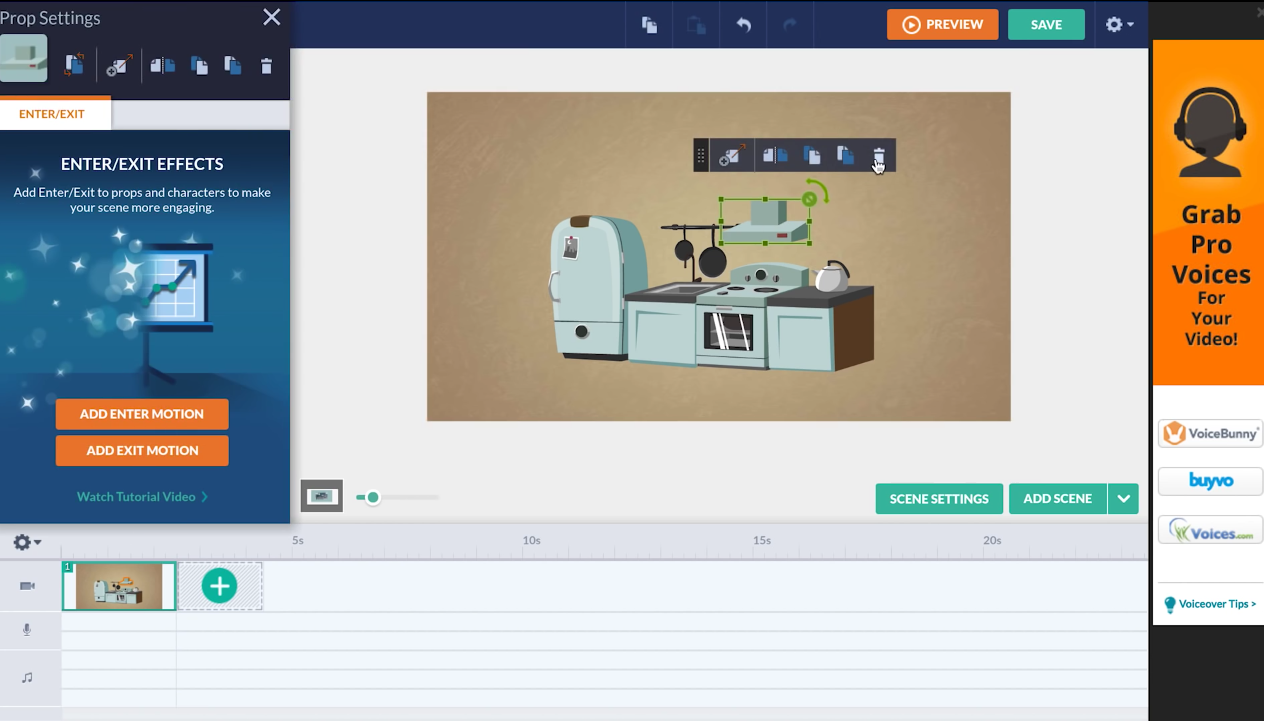 Prop Settings
PREVIEW
SAVE
ENTER/EXIT
ENTER/EXIT EFFECTS
Add Enter/Exit to props and characters to make
your scene more engaging.
ADD ENTER MOTION
ADD EXIT MOTION
Watch Tutorial Video >
SCENE SETTINGS
ADD SCENE
Grab
Pro
Voices
For
Your
Video!
VoiceBunny
buyvo
Voices.com
Voiceover Tips >
5s
10s
15s
20s
1